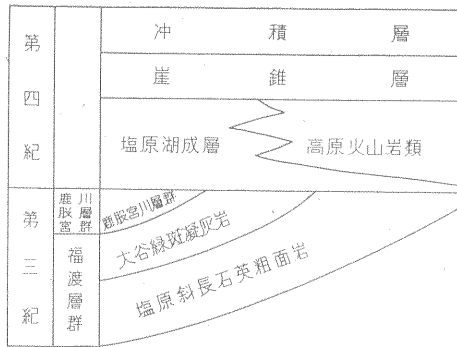 第四紀
冲積層
崖錐層
塩原湖成層
高原火山岩類
第三紀
鹿股宮川層群
鹿股宮川層群
福渡層群
大谷緑斑凝灰岩
塩原斜長石英粗面岩